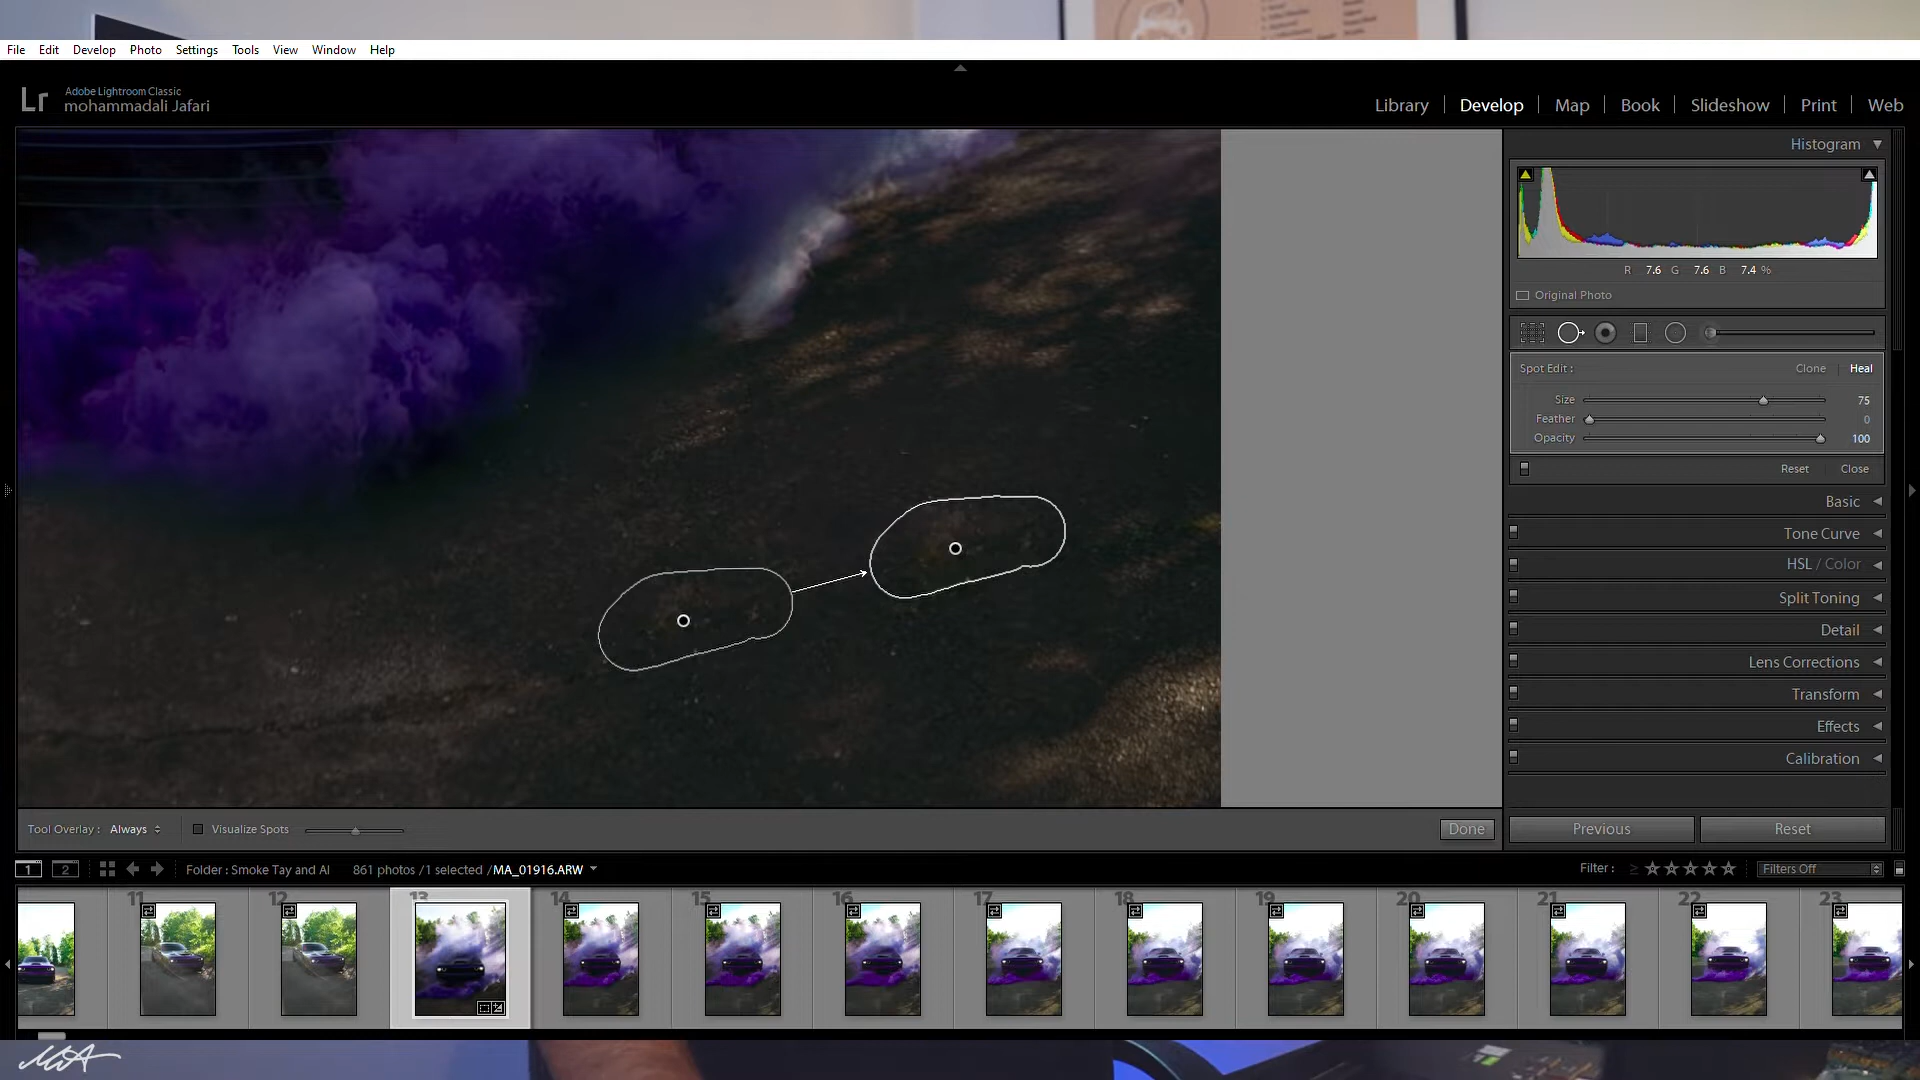 File Edit Develop Photo Settings Tools View Window Help
Lr
Adobe Lightroom Classic
mohammadali Jafari
Library Develop Map Book Slideshow Print Web
Histogram
R 7.6 G 7.6 B 7.4 %
Original Photo
Spot Edit : Clone Heal
Size 75
Feather 0
Opacity 100
Reset Close
Basic
Tone Curve
HSL / Color
Split Toning
Detail
Lens Corrections
Transform
Effects
Calibration
Tool Overlay : Always Visualize Spots Done Previous Reset
1 2 Folder : Smoke Tay and Al 861 photos / 1 selected / MA_01916.ARW Filter : Filters Off
11 12 13 14 15 16 17 18 19 20 21 22 23
MA